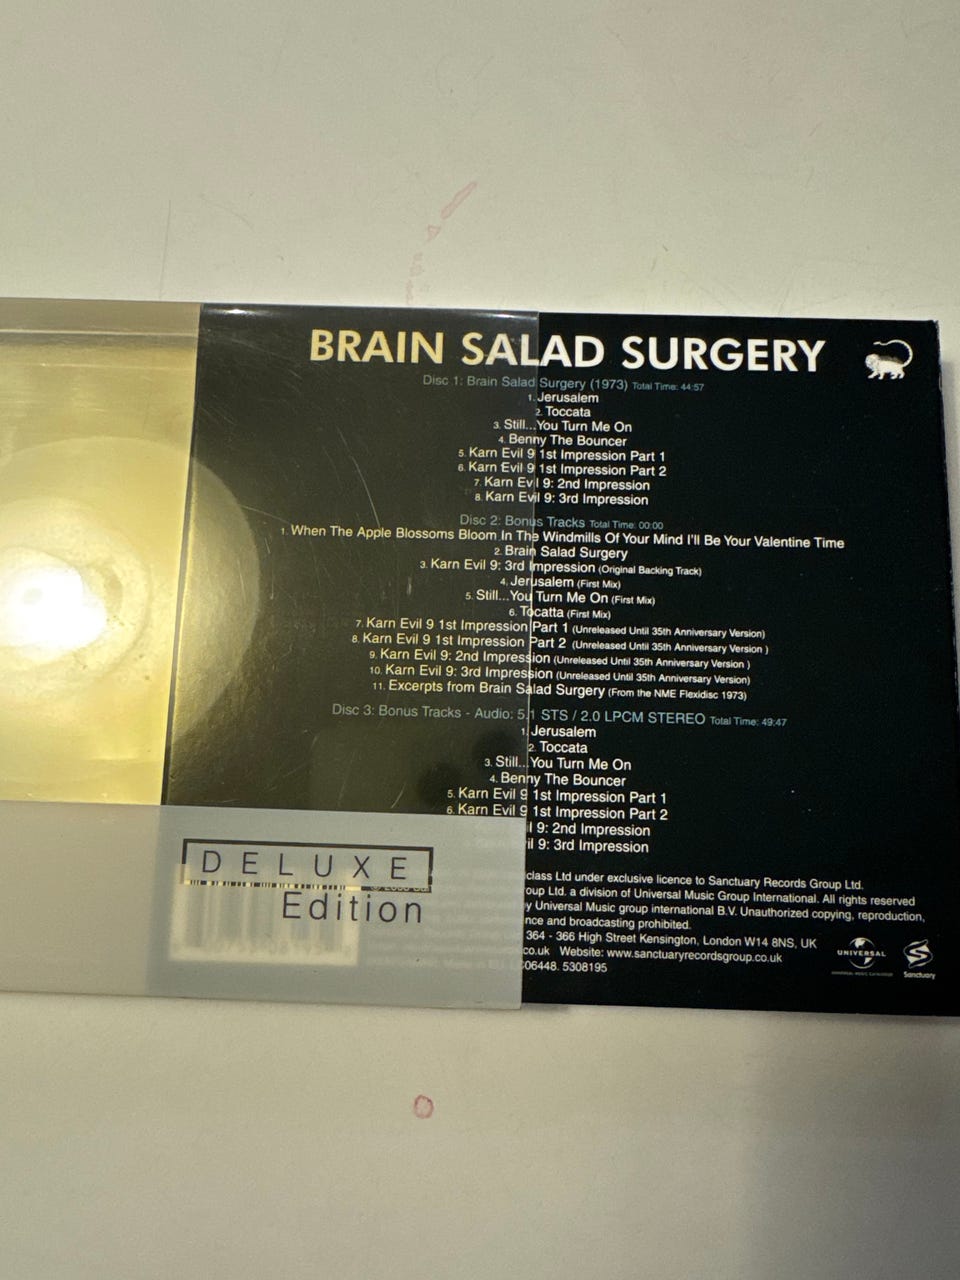 BRAIN SALAD SURGERY
Disc 1: Brain Salad Surgery (1973) Total Time: 44:57
1. Jerusalem
2. Toccata
3. Still...You Turn Me On
4. Benny The Bouncer
5. Karn Evil 9 1st Impression Part 1
6. Karn Evil 9 1st Impression Part 2
7. Karn Evil 9: 2nd Impression
8. Karn Evil 9: 3rd Impression
Disc 2: Bonus Tracks Total Time: 00:00
1. When The Apple Blossoms Bloom In The Windmills Of Your Mind I'll Be Your Valentine Time
2. Brain Salad Surgery
3. Karn Evil 9: 3rd Impression (Original Backing Track)
4. Jerusalem (First Mix)
5. Still...You Turn Me On (First Mix)
6. Tocatta (First Mix)
7. Karn Evil 9 1st Impression Part 1 (Unreleased Until 35th Anniversary Version)
8. Karn Evil 9 1st Impression Part 2 (Unreleased Until 35th Anniversary Version )
9. Karn Evil 9: 2nd Impression (Unreleased Until 35th Anniversary Version )
10. Karn Evil 9: 3rd Impression (Unreleased Until 35th Anniversary Version)
11. Excerpts from Brain Salad Surgery (From the NME Flexidisc 1973)
Disc 3: Bonus Tracks - Audio: 5.1 STS / 2.0 LPCM STEREO Total Time: 49:47
1. Jerusalem
2. Toccata
3. Still...You Turn Me On
4. Benny The Bouncer
5. Karn Evil 9 1st Impression Part 1
6. Karn Evil 9 1st Impression Part 2
9: 2nd Impression
9: 3rd Impression
DELUXE
Edition
class Ltd under exclusive licence to Sanctuary Records Group Ltd.
oup Ltd. a division of Universal Music Group International. All rights reserved
y Universal Music group international B.V. Unauthorized copying, reproduction,
nce and broadcasting prohibited.
364 - 366 High Street Kensington, London W14 8NS, UK
co.uk Website: www.sanctuaryrecordsgroup.co.uk
06448. 5308195
UNIVERSAL
Sanctuary